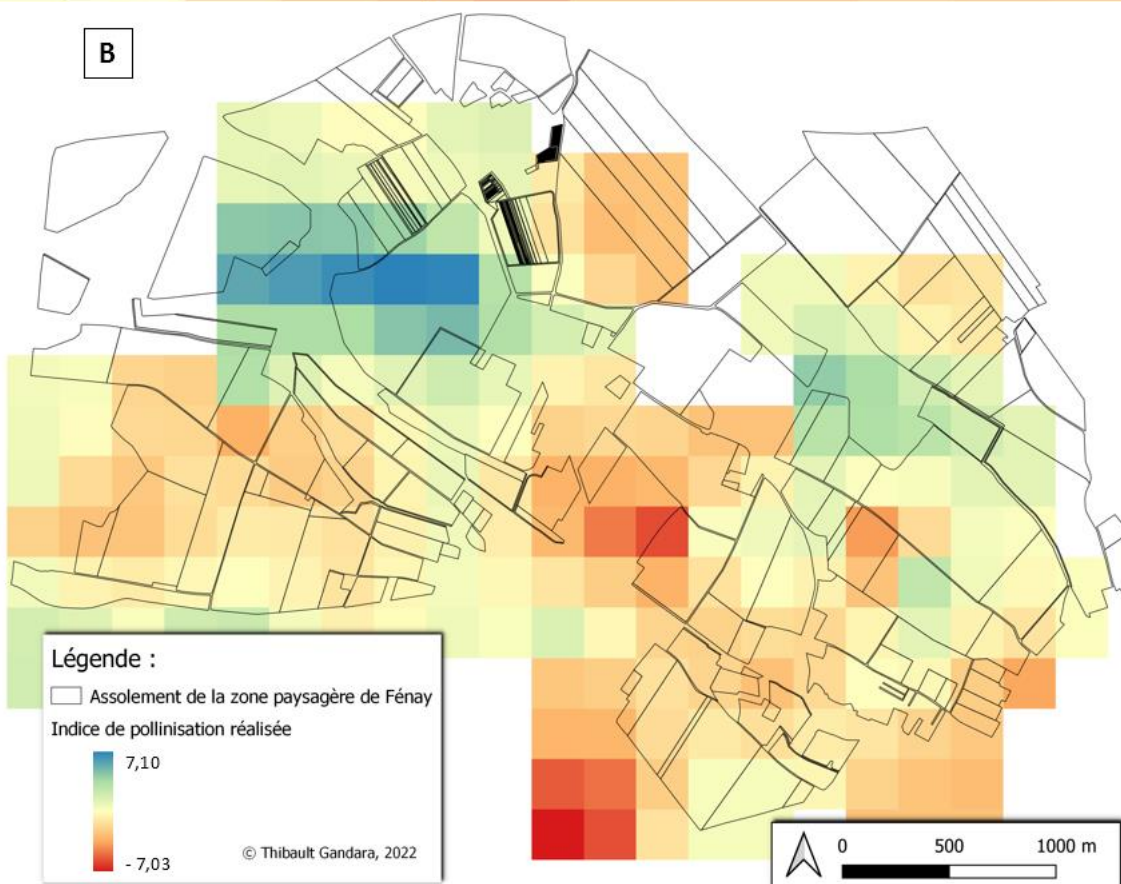 B
Légende :
Assolement de la zone paysagère de Fénay
Indice de pollinisation réalisée
7,10
- 7,03
© Thibault Gandara, 2022
0 500 1000 m